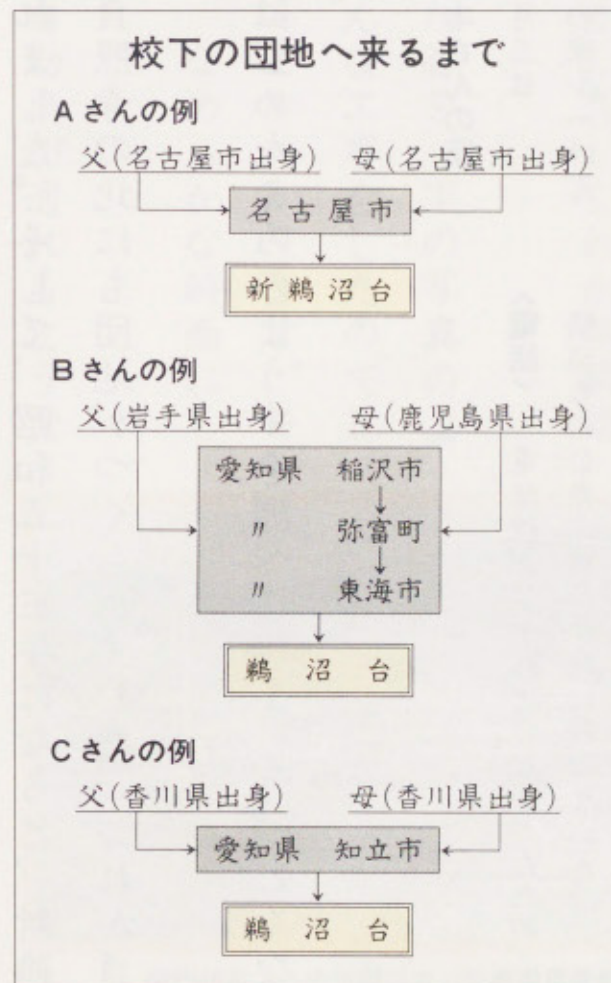 校下の団地へ来るまで
Aさんの例
父(名古屋市出身) 母(名古屋市出身)
名古屋市
新鵜沼台
Bさんの例
父(岩手県出身) 母(鹿児島県出身)
愛知県 稲沢市
〃 弥富町
〃 東海市
鵜沼台
Cさんの例
父(香川県出身) 母(香川県出身)
愛知県 知立市
鵜沼台